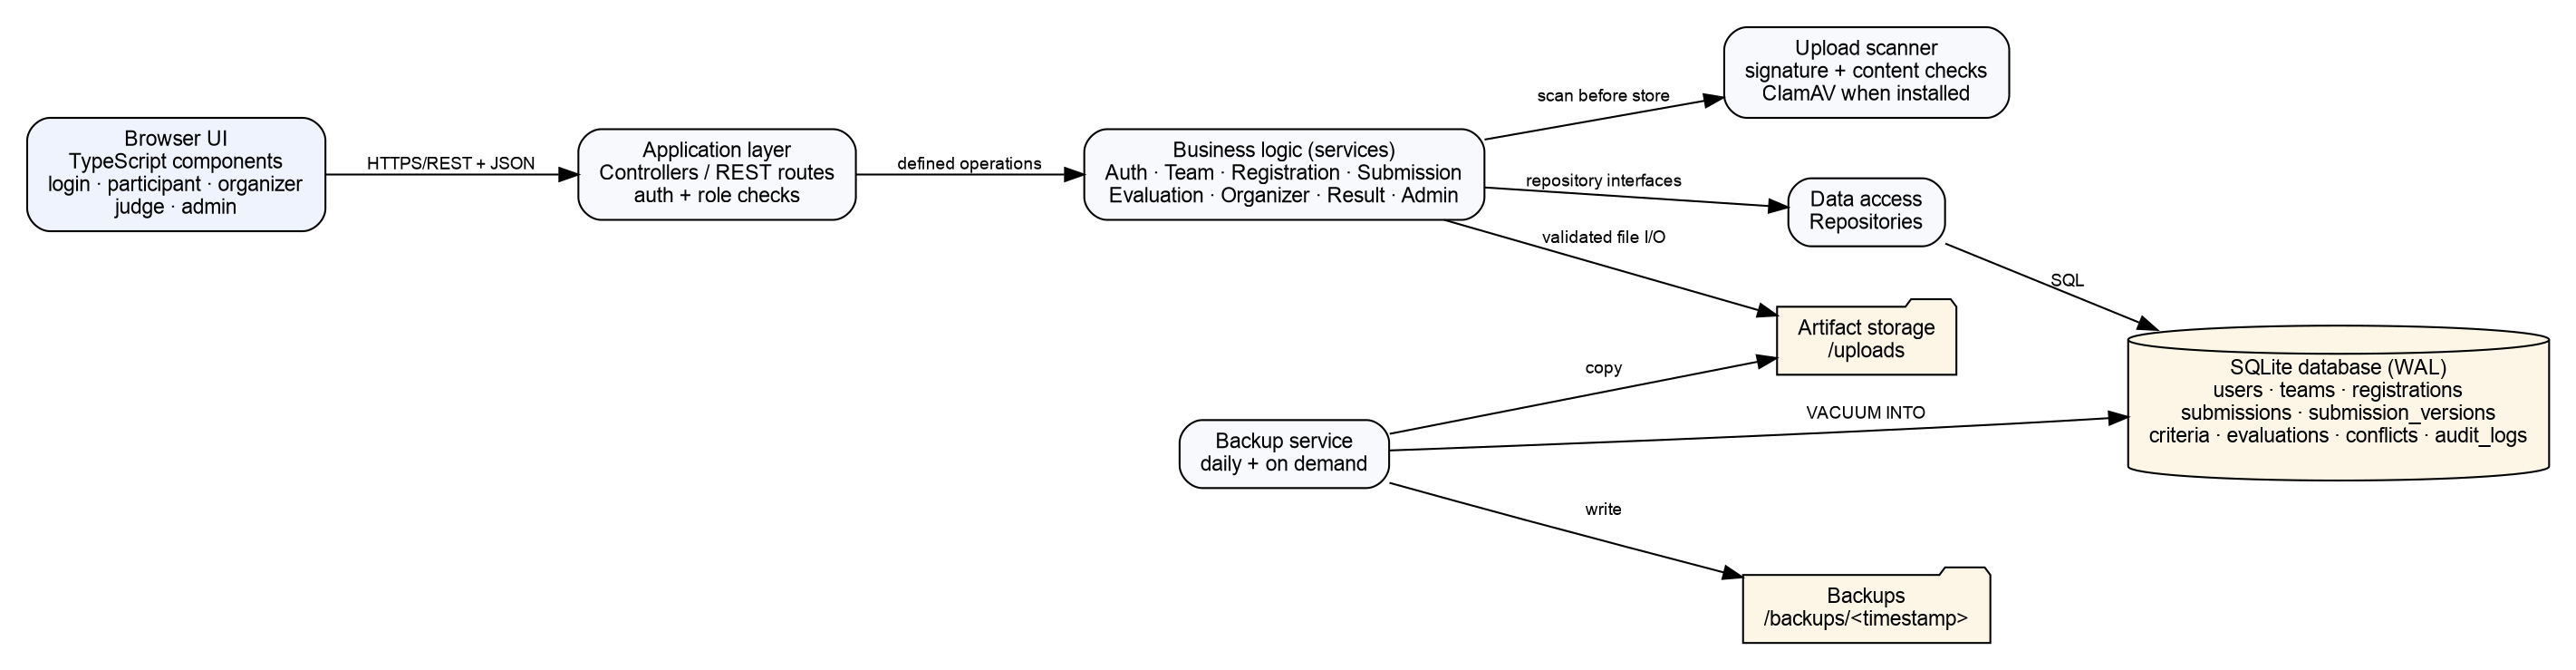 Browser UI
TypeScript components
login · participant · organizer
judge · admin
HTTPS/REST + JSON
Application layer
Controllers / REST routes
auth + role checks
defined operations
Business logic (services)
Auth · Team · Registration · Submission
Evaluation · Organizer · Result · Admin
scan before store
Upload scanner
signature + content checks
ClamAV when installed
repository interfaces
Data access
Repositories
validated file I/O
Artifact storage
/uploads
SQL
SQLite database (WAL)
users · teams · registrations
submissions · submission_versions
criteria · evaluations · conflicts · audit_logs
Backup service
daily + on demand
copy
VACUUM INTO
write
Backups
/backups/<timestamp>